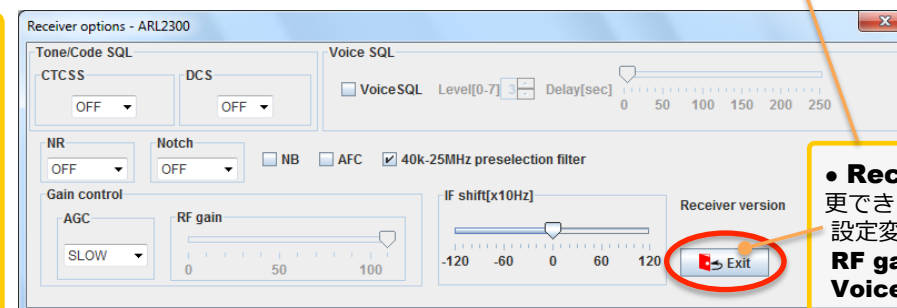 Receiver options - ARL2300
Tone/Code SQL
Voice SQL
CTCSS
DCS
OFF
OFF
VoiceSQL Level[0-7] 3 Delay[sec]
0 50 100 150 200 250
NR
Notch
OFF
OFF
NB
AFC
40k-25MHz preselection filter
Gain control
AGC
RF gain
SLOW
0 50 100
IF shift[x10Hz]
-120 -60 0 60 120
Receiver version
Exit
● Rec
更でき
設定変
RF ga
Voice